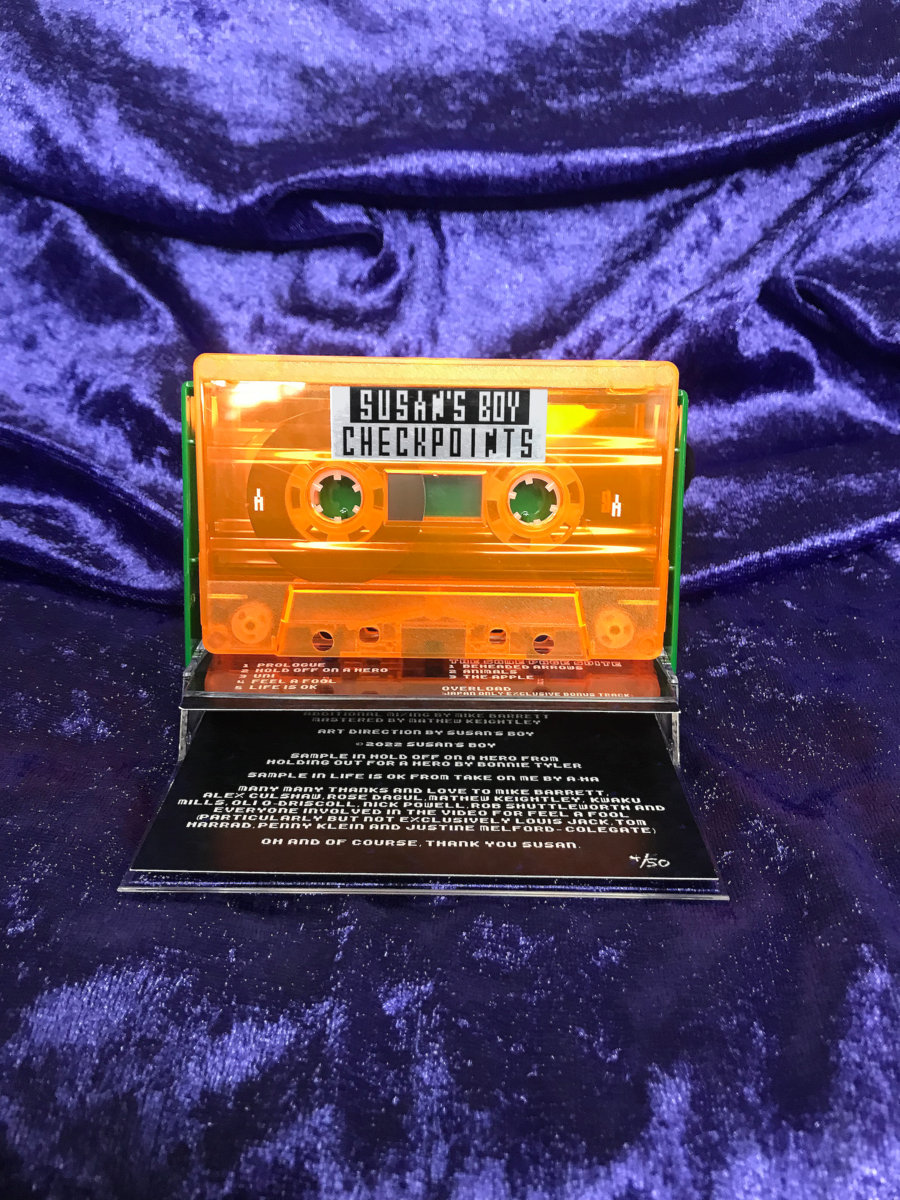 SUSAN'S BOY
CHECKPOINTS
1 PROLOGUE
2 HOLD OFF ON A HERO
3 UNI
4 FEEL A FOOL
5 LIFE IS OK
THE SAME PAGE SUITE
1 BEHEADED ARROWS
2 ANIMALS
3 THE APPLE
OVERLOAD
JAPAN ONLY EXCLUSIVE BONUS TRACK.
ADDITIONAL MIXING BY MIKE BARRETT
MASTERED BY MATHEW KEIGHTLEY
ART DIRECTION BY SUSAN'S BOY
©2022 SUSAN'S BOY
SAMPLE IN HOLD OFF ON A HERO FROM
HOLDING OUT FOR A HERO BY BONNIE TYLER
SAMPLE IN LIFE IS OK FROM TAKE ON ME BY A-HA
MANY MANY THANKS AND LOVE TO MIKE BARRETT,
ALEX CULSHAW, ROSE DAGUL, MATHEW KEIGHTLEY, KWAKU
MILLS, OLI O-DRISCOLL, NICK POWELL, ROB SHUTTLEWORTH AND
EVERYONE INVOLVED IN THE VIDEO FOR FEEL A FOOL
(PARTICULARLY BUT NOT EXCLUSIVELY LOUIS JACK, TOM
HARRAD, PENNY KLEIN AND JUSTINE MELFORD-COLEGATE)
OH AND OF COURSE, THANK YOU SUSAN.
4/50